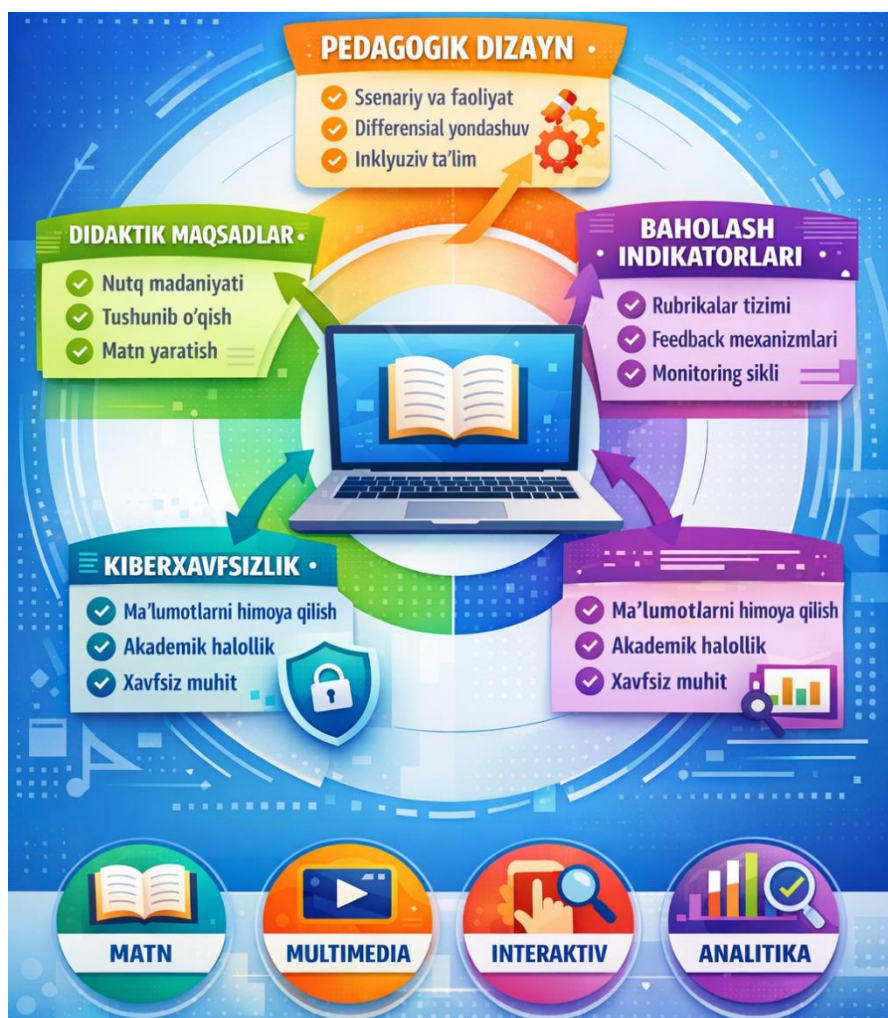 PEDAGOGIK DIZAYN
Ssenariy va faoliyat
Differensial yondashuv
Inklyuziv ta'lim
DIDAKTIK MAQSADLAR
Nutq madaniyati
Tushunib o'qish
Matn yaratish
BAHOLASH
INDIKATORLARI
Rubrikalar tizimi
Feedback mexanizmlari
Monitoring sikli
KIBERXAVFSIZLIK
Ma'lumotlarni himoya qilish
Akademik halollik
Xavfsiz muhit
Ma'lumotlarni himoya qilish
Akademik halollik
Xavfsiz muhit
MATN
MULTIMEDIA
INTERAKTIV
ANALITIKA